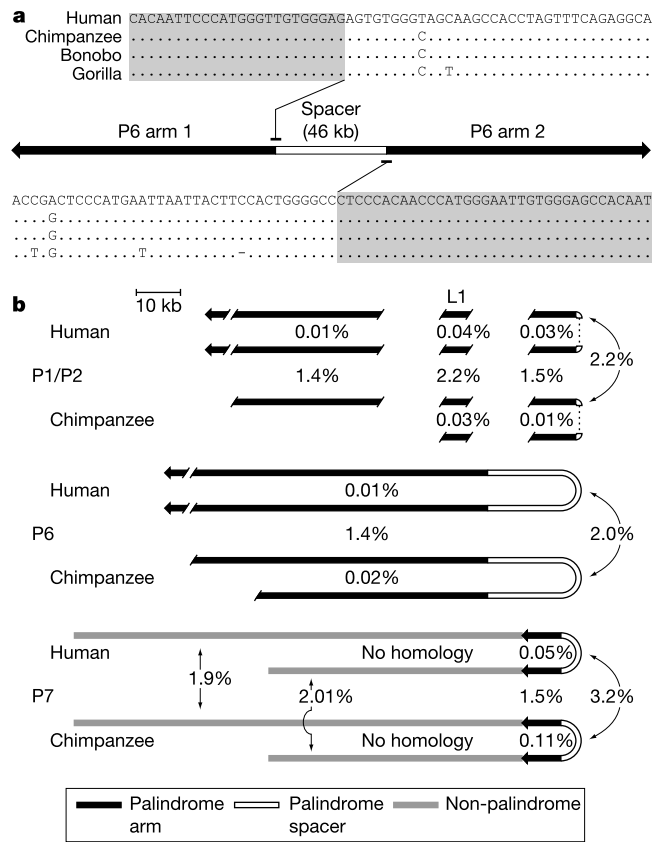 a
Human CACAATTCCCATGGGTTGTGGGAGAGTGTGGGTAGCAAGCCACCTAGTTTCAGAGGCA
Chimpanzee ................................C.........................
Bonobo ................................C.........................
Gorilla ................................C..T......................
P6 arm 1 Spacer (46 kb) P6 arm 2
ACCGACTCCCATGAATTAATTACTTCCACTGGGGCCCTCCCACAACCCATGGGAATTGTGGGAGCCACAAT
....G..................................................................
....G..................................................................
..T.G.........T..........-.............................................
b
10 kb
L1
Human 0.01% 0.04% 0.03%
2.2%
P1/P2 1.4% 2.2% 1.5%
Chimpanzee 0.03% 0.01%
Human 0.01%
P6 1.4% 2.0%
Chimpanzee 0.02%
Human No homology 0.05%
1.9%
P7 2.01% 1.5% 3.2%
Chimpanzee No homology 0.11%
Palindrome arm
Palindrome spacer
Non-palindrome